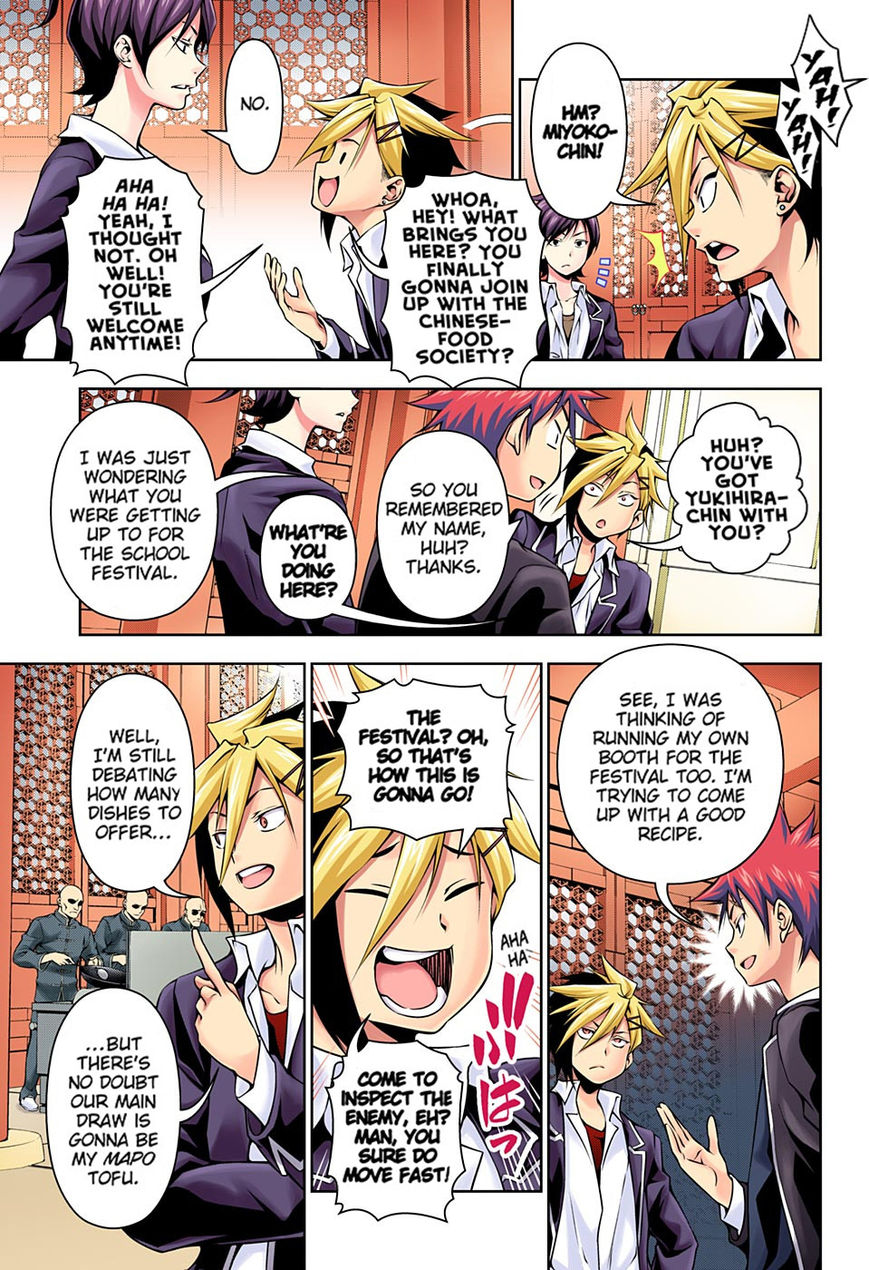 YAH!
YAH!
HM?
MIYOKO-
CHIN!
WHOA,
HEY! WHAT
BRINGS YOU
HERE? YOU
FINALLY
GONNA JOIN
UP WITH THE
CHINESE-
FOOD
SOCIETY?
NO.
AHA
HA HA!
YEAH, I
THOUGHT
NOT. OH
WELL!
YOU'RE
STILL
WELCOME
ANYTIME!
HUH?
YOU'VE
GOT
YUKIHIRA-
CHIN WITH
YOU?
SO YOU
REMEMBERED
MY NAME,
HUH?
THANKS.
WHAT'RE
YOU
DOING
HERE?
I WAS JUST
WONDERING
WHAT YOU
WERE GETTING
UP TO FOR
THE SCHOOL
FESTIVAL.
SEE, I WAS
THINKING OF
RUNNING MY OWN
BOOTH FOR THE
FESTIVAL TOO. I'M
TRYING TO COME
UP WITH A GOOD
RECIPE.
THE
FESTIVAL? OH,
SO THAT'S
HOW THIS IS
GONNA GO!
AHA
HA
ぶはっ
COME TO
INSPECT THE
ENEMY, EH?
MAN, YOU
SURE DO
MOVE FAST!
WELL,
I'M STILL
DEBATING
HOW MANY
DISHES TO
OFFER...
...BUT
THERE'S
NO DOUBT
OUR MAIN
DRAW IS
GONNA BE
MY MAPO
TOFU.